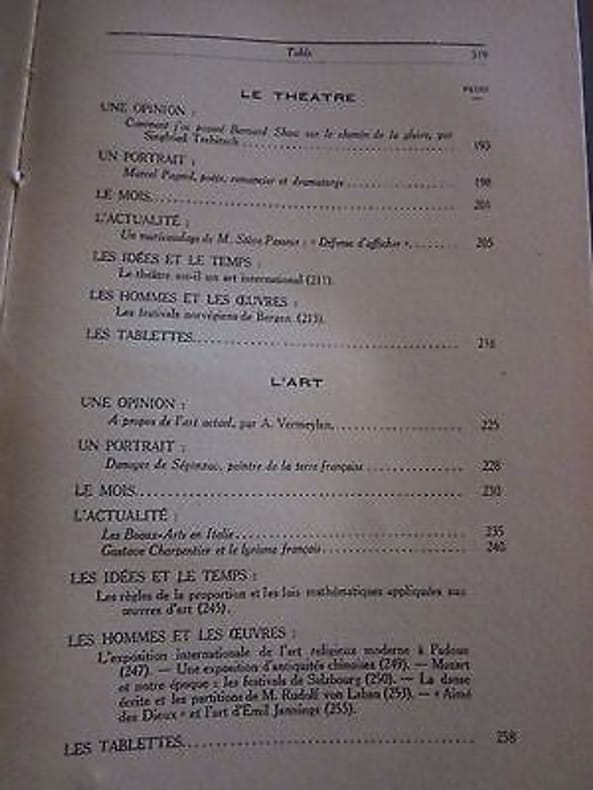 Table 519
PAGES
LE THÉATRE
UNE OPINION :
Comment j'ai poussé Bernard Shaw sur le chemin de la gloire, par
Siegfried Trebitsch 193
UN PORTRAIT :
Marcel Pagnol, poète, romancier et dramaturge 198
LE MOIS 201
L'ACTUALITÉ :
Un marivaudage de M. Stève Passeur : « Défense d'afficher » 205
LES IDÉES ET LE TEMPS :
Le théâtre est-il un art international (211).
LES HOMMES ET LES ŒUVRES :
Les festivals norvégiens de Bergen (213).
LES TABLETTES
L'ART
UNE OPINION :
A propos de l'art actuel, par A. Vermeylen. 225
UN PORTRAIT :
Dunoyer de Segonzac, peintre de la terre française 228
LE MOIS 230
L'ACTUALITÉ :
Les Beaux-Arts en Italie 235
Gustave Charpentier et le lyrisme français 240
LES IDÉES ET LE TEMPS :
Les règles de la proportion et les lois mathématiques appliquées aux
œuvres d'art (245).
LES HOMMES ET LES ŒUVRES :
L'exposition internationale de l'art religieux moderne à Padoue
(247). — Une exposition d'antiquités chinoises (249). — Mozart
et notre époque : les festivals de Salzbourg (250). — La danse
écrite et les partitions de M. Rudolf von Laban (253). — « Aimé
des Dieux » et l'art d'Emil Jannings (255).
LES TABLETTES 258